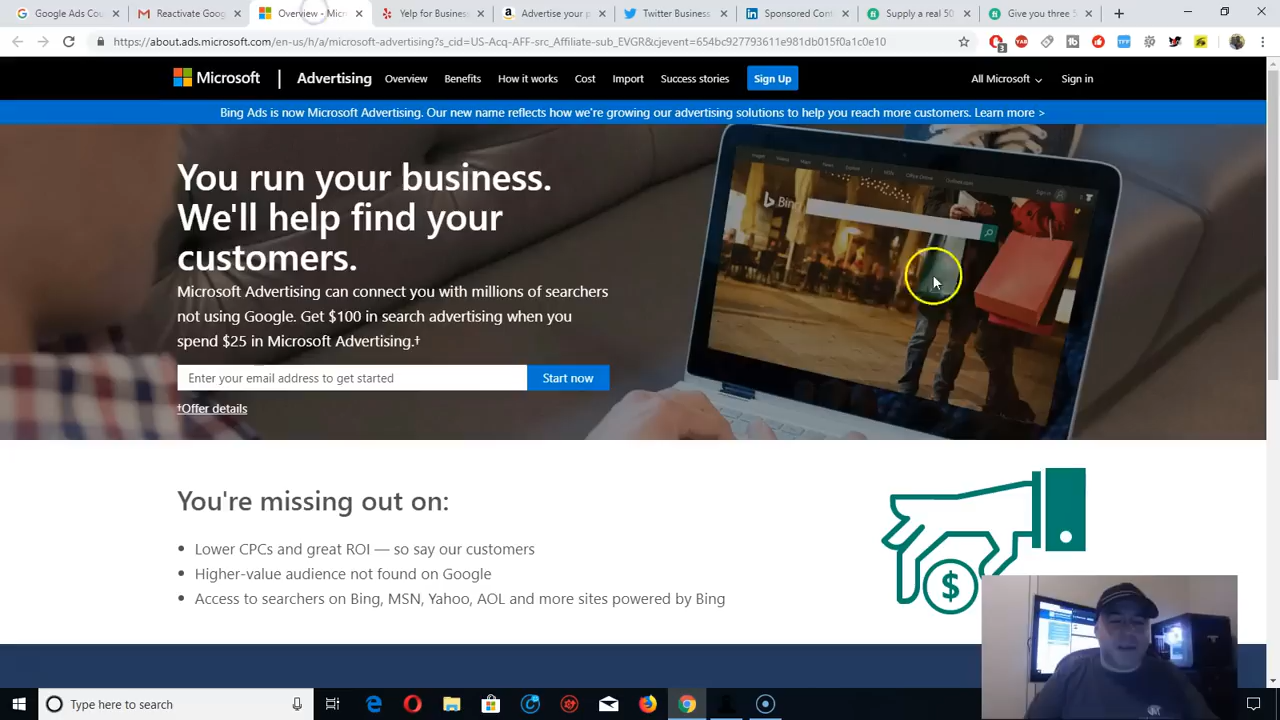 Google Ads Cou
Reactivate Goog
Overview - Micr
Yelp for Business
Advertise your p
Twitter Business
Sponsored Cont
Supply a real 50
Give you three 5
https://about.ads.microsoft.com/en-us/h/a/microsoft-advertising?s_cid=US-Acq-AFF-src_Affiliate-sub_EVGR&cjevent=654bc927793611e981db015f0a1c0e10
Microsoft | Advertising Overview Benefits How it works Cost Import Success stories Sign Up All Microsoft Sign in
Bing Ads is now Microsoft Advertising. Our new name reflects how we're growing our advertising solutions to help you reach more customers. Learn more >
You run your business.
We'll help find your
customers.
Microsoft Advertising can connect you with millions of searchers
not using Google. Get $100 in search advertising when you
spend $25 in Microsoft Advertising.†
Enter your email address to get started Start now
†Offer details
Bing
You're missing out on:
• Lower CPCs and great ROI — so say our customers
• Higher-value audience not found on Google
• Access to searchers on Bing, MSN, Yahoo, AOL and more sites powered by Bing
$
Type here to search